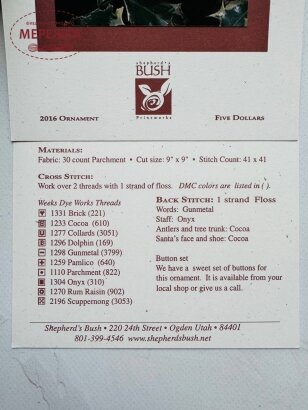 МЕРЕЖКА
shepherd's
BUSH
Printworks
2016 ORNAMENT
FIVE DOLLARS
MATERIALS:
Fabric: 30 count Parchment • Cut size: 9" x 9" • Stitch Count: 41 x 41
CROSS STITCH:
Work over 2 threads with 1 strand of floss. DMC colors are listed in ( ).
Weeks Dye Works Threads
1331 Brick (221)
1233 Cocoa (610)
1277 Collards (3051)
1296 Dolphin (169)
1298 Gunmetal (3799)
1259 Pamlico (640)
1110 Parchment (822)
1304 Onyx (310)
1270 Rum Raisin (902)
2196 Scuppernong (3053)
BACK STITCH: 1 strand Floss
Words: Gunmetal
Staff: Onyx
Antlers and tree trunk: Cocoa
Santa's face and shoe: Cocoa
Button set
We have a sweet set of buttons for
this ornament. It is available from your
local shop or give us a call.
Shepherd's Bush • 220 24th Street • Ogden Utah • 84401
801-399-4546 www.shepherdsbush.net